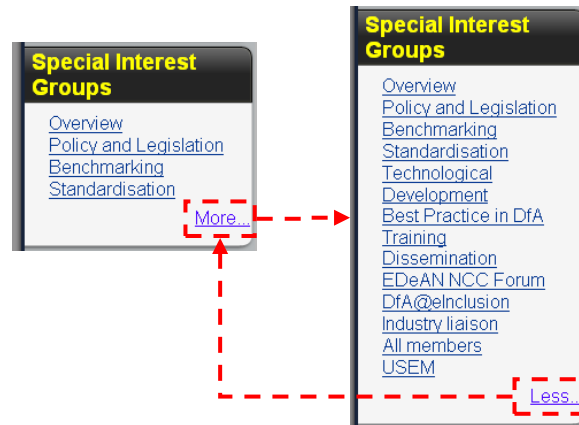 Special Interest
Groups
Overview
Policy and Legislation
Benchmarking
Standardisation
More...
Special Interest
Groups
Overview
Policy and Legislation
Benchmarking
Standardisation
Technological
Development
Best Practice in DfA
Training
Dissemination
EDeAN NCC Forum
DfA@eInclusion
Industry liaison
All members
USEM
Less...